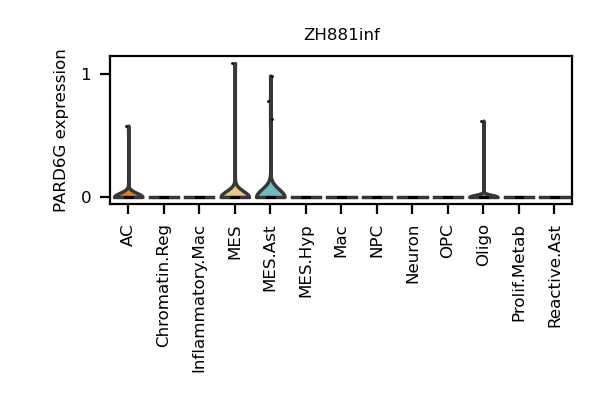 ZH881inf
PARD6G expression
1
0
AC
Chromatin.Reg
Inflammatory.Mac
MES
MES.Ast
MES.Hyp
Mac
NPC
Neuron
OPC
Oligo
Prolif.Metab
Reactive.Ast